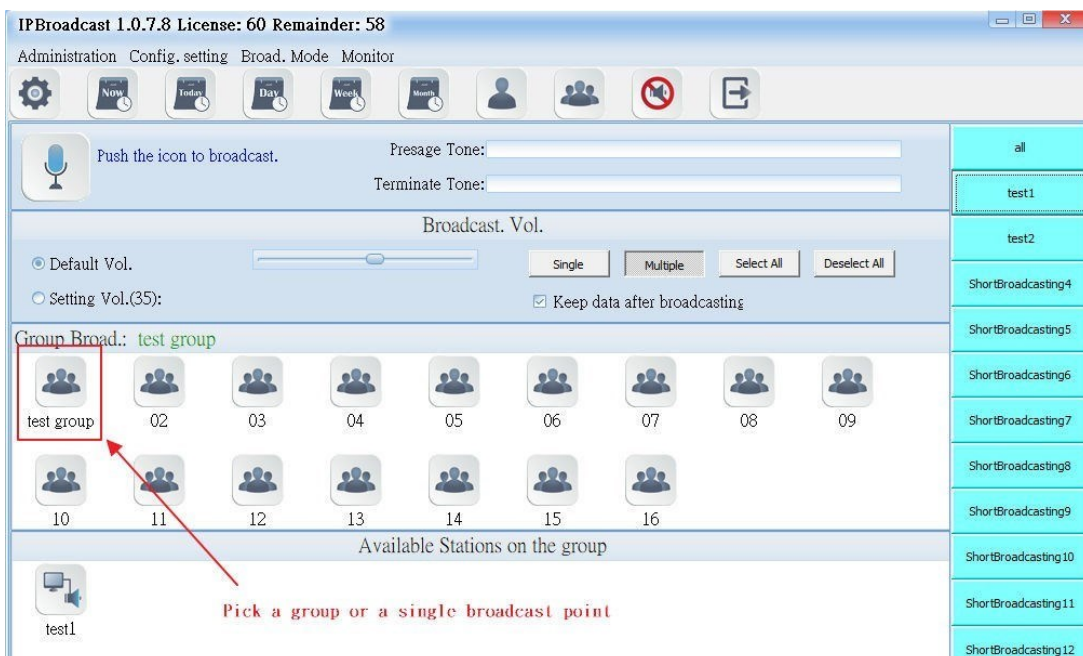 IPBroadcast 1.0.7.8 License: 60 Remainder: 58
Administration Config. setting Broad. Mode Monitor
Now Today Day Week Month
Push the icon to broadcast.
Presage Tone:
Terminate Tone:
Broadcast. Vol.
Default Vol.
Single Multiple Select All Deselect All
Setting Vol.(35):
Keep data after broadcasting
Group Broad.: test group
test group 02 03 04 05 06 07 08 09
10 11 12 13 14 15 16
Available Stations on the group
test1
Pick a group or a single broadcast point
all
test1
test2
ShortBroadcasting4
ShortBroadcasting5
ShortBroadcasting6
ShortBroadcasting7
ShortBroadcasting8
ShortBroadcasting9
ShortBroadcasting10
ShortBroadcasting11
ShortBroadcasting12